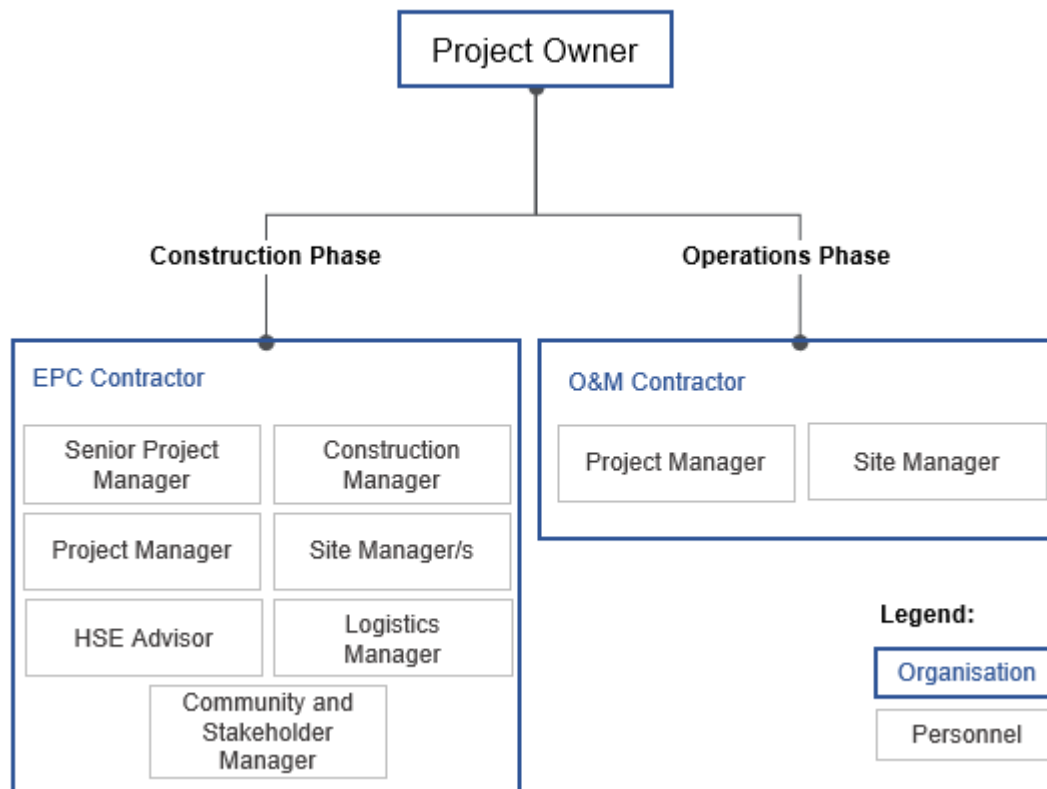 Project Owner
Construction Phase
Operations Phase
EPC Contractor
Senior Project
Manager
Construction
Manager
Project Manager
Site Manager/s
HSE Advisor
Logistics
Manager
Community and
Stakeholder
Manager
O&M Contractor
Project Manager
Site Manager
Legend:
Organisation
Personnel